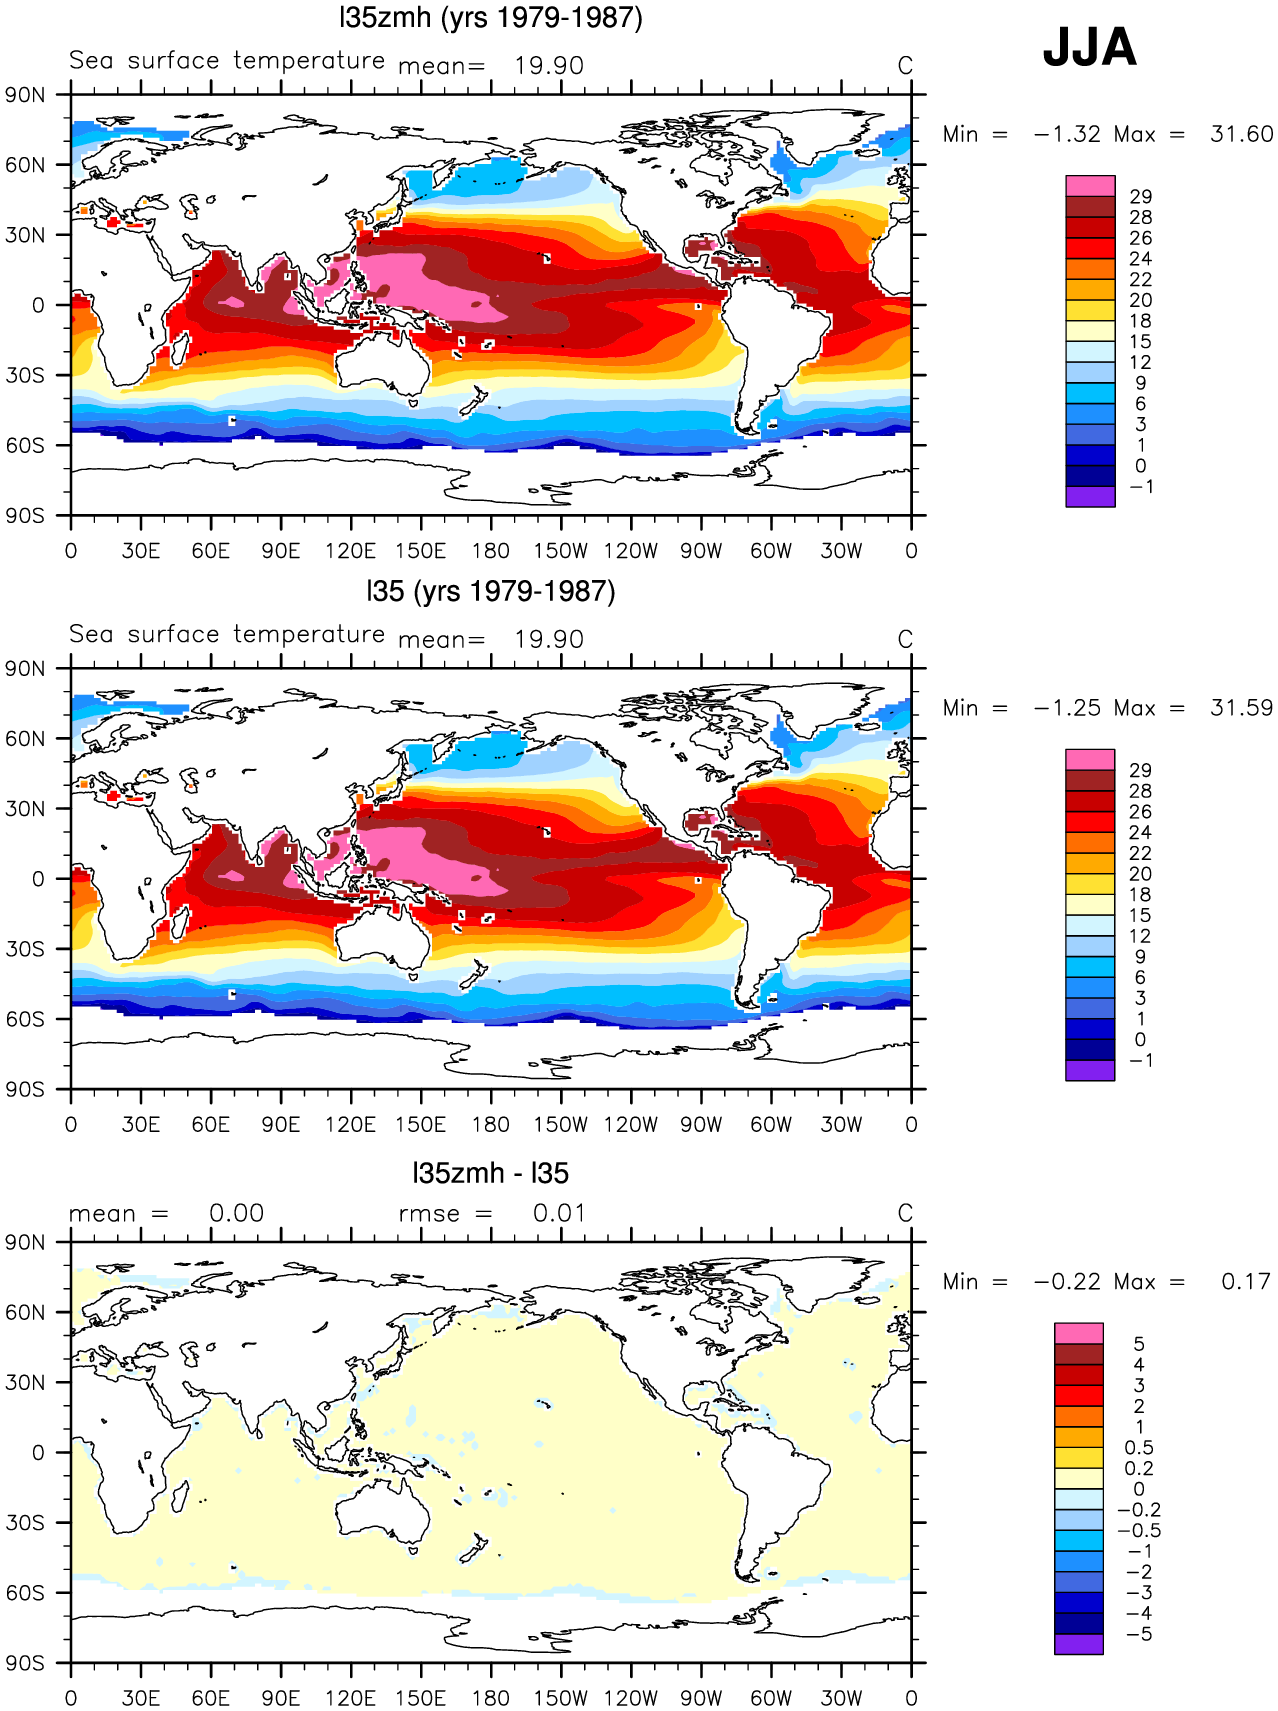 l35zmh (yrs 1979-1987)
JJA
Sea surface temperature mean= 19.90 C
Min = −1.32 Max = 31.60
90N
60N
30N
0
30S
60S
90S
0 30E 60E 90E 120E 150E 180 150W 120W 90W 60W 30W 0
29
28
26
24
22
20
18
15
12
9
6
3
1
0
−1
l35 (yrs 1979-1987)
Sea surface temperature mean= 19.90 C
Min = −1.25 Max = 31.59
90N
60N
30N
0
30S
60S
90S
0 30E 60E 90E 120E 150E 180 150W 120W 90W 60W 30W 0
29
28
26
24
22
20
18
15
12
9
6
3
1
0
−1
l35zmh - l35
mean = 0.00 rmse = 0.01 C
Min = −0.22 Max = 0.17
90N
60N
30N
0
30S
60S
90S
0 30E 60E 90E 120E 150E 180 150W 120W 90W 60W 30W 0
5
4
3
2
1
0.5
0.2
0
−0.2
−0.5
−1
−2
−3
−4
−5